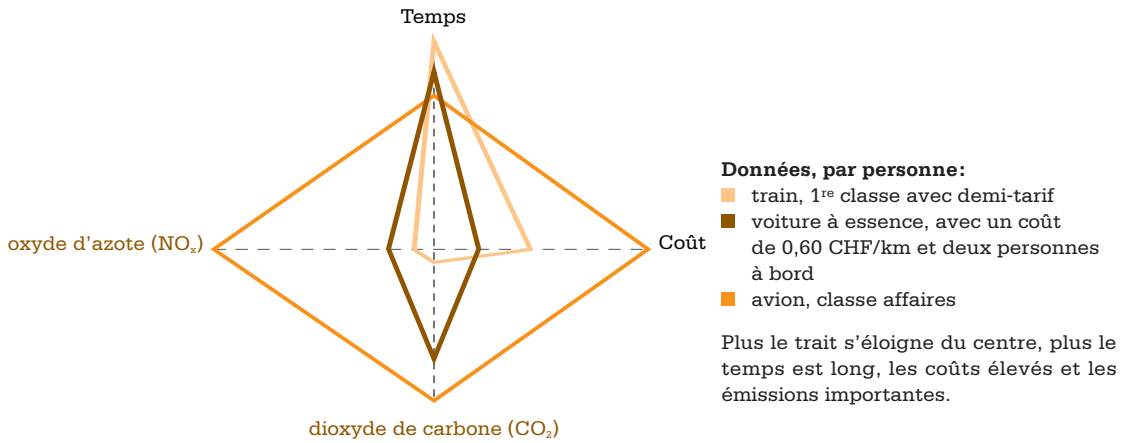 Temps
oxyde d'azote (NOₓ)
Coût
dioxyde de carbone (CO₂)
Données, par personne:
train, 1ʳᵉ classe avec demi-tarif
voiture à essence, avec un coût
de 0,60 CHF/km et deux personnes
à bord
avion, classe affaires
Plus le trait s'éloigne du centre, plus le
temps est long, les coûts élevés et les
émissions importantes.